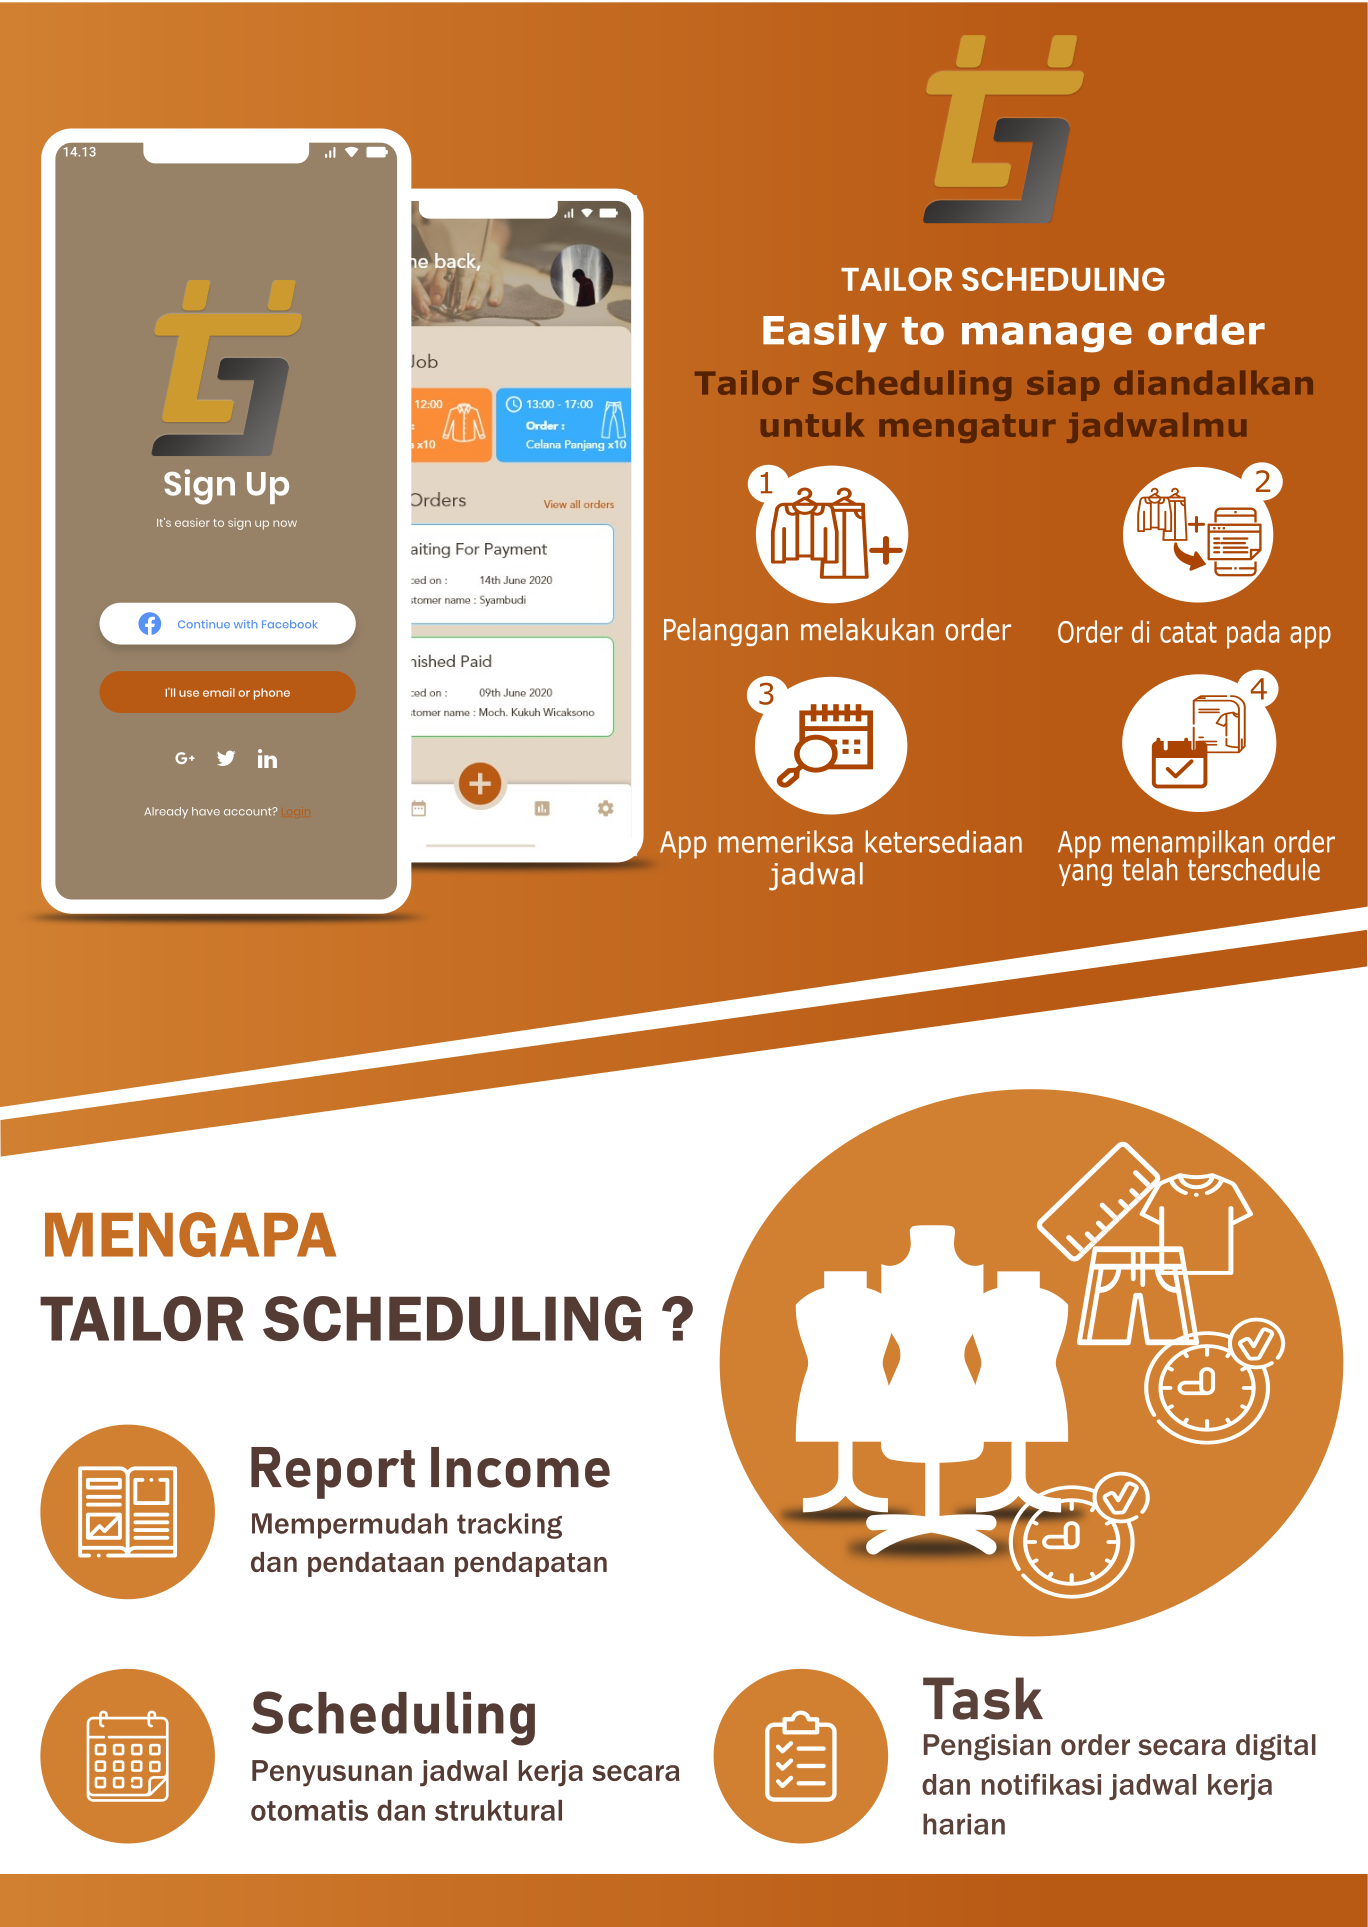 14.13
Sign Up
It's easier to sign up now
Continue with Facebook
I'll use email or phone
G+
in
Already have account? Login
back,
Job
12:00
x10
13:00 - 17:00
Order :
Celana Panjang x10
Orders
View all orders
For Payment
on :
14th June 2020
name : Syambudi
Paid
on :
09th June 2020
name : Moch. Kukuh Wicaksono
TAILOR SCHEDULING
Easily to manage order
Tailor Scheduling siap diandalkan
untuk mengatur jadwalmu
1
Pelanggan melakukan order
2
Order di catat pada app
3
App memeriksa ketersediaan
jadwal
4
App menampilkan order
yang telah terschedule
MENGAPA
TAILOR SCHEDULING ?
Report Income
Mempermudah tracking
dan pendataan pendapatan
Scheduling
Penyusunan jadwal kerja secara
otomatis dan struktural
Task
Pengisian order secara digital
dan notifikasi jadwal kerja
harian